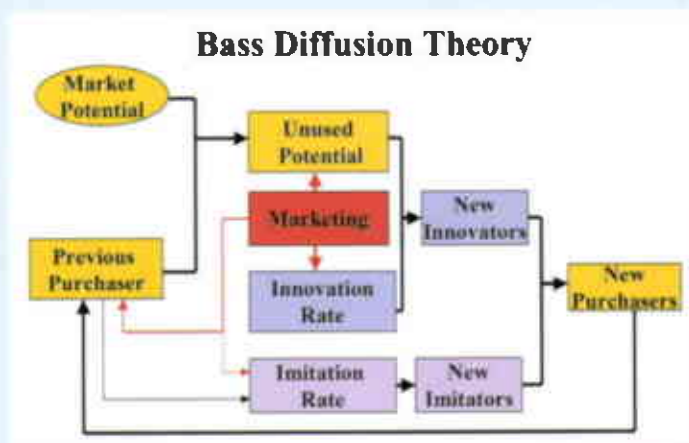 Bass Diffusion Theory
Market
Potential
Unused
Potential
Marketing
New
Innovators
Previous
Purchaser
Innovation
Rate
New
Purchasers
Imitation
Rate
New
Imitators